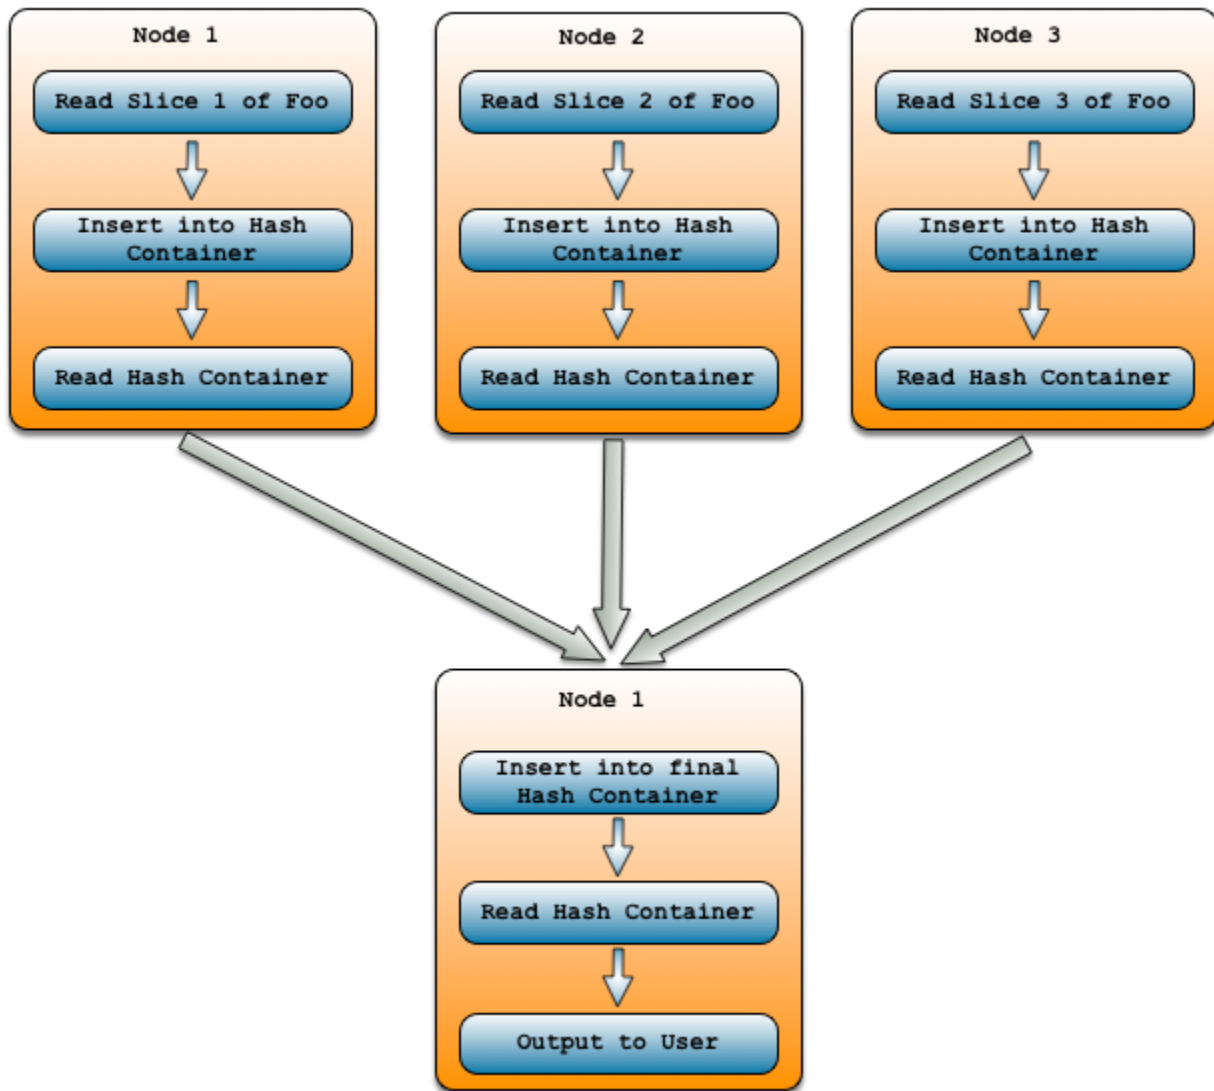 Node 1
Read Slice 1 of Foo
Insert into Hash
Container
Read Hash Container
Node 2
Read Slice 2 of Foo
Insert into Hash
Container
Read Hash Container
Node 3
Read Slice 3 of Foo
Insert into Hash
Container
Read Hash Container
Node 1
Insert into final
Hash Container
Read Hash Container
Output to User